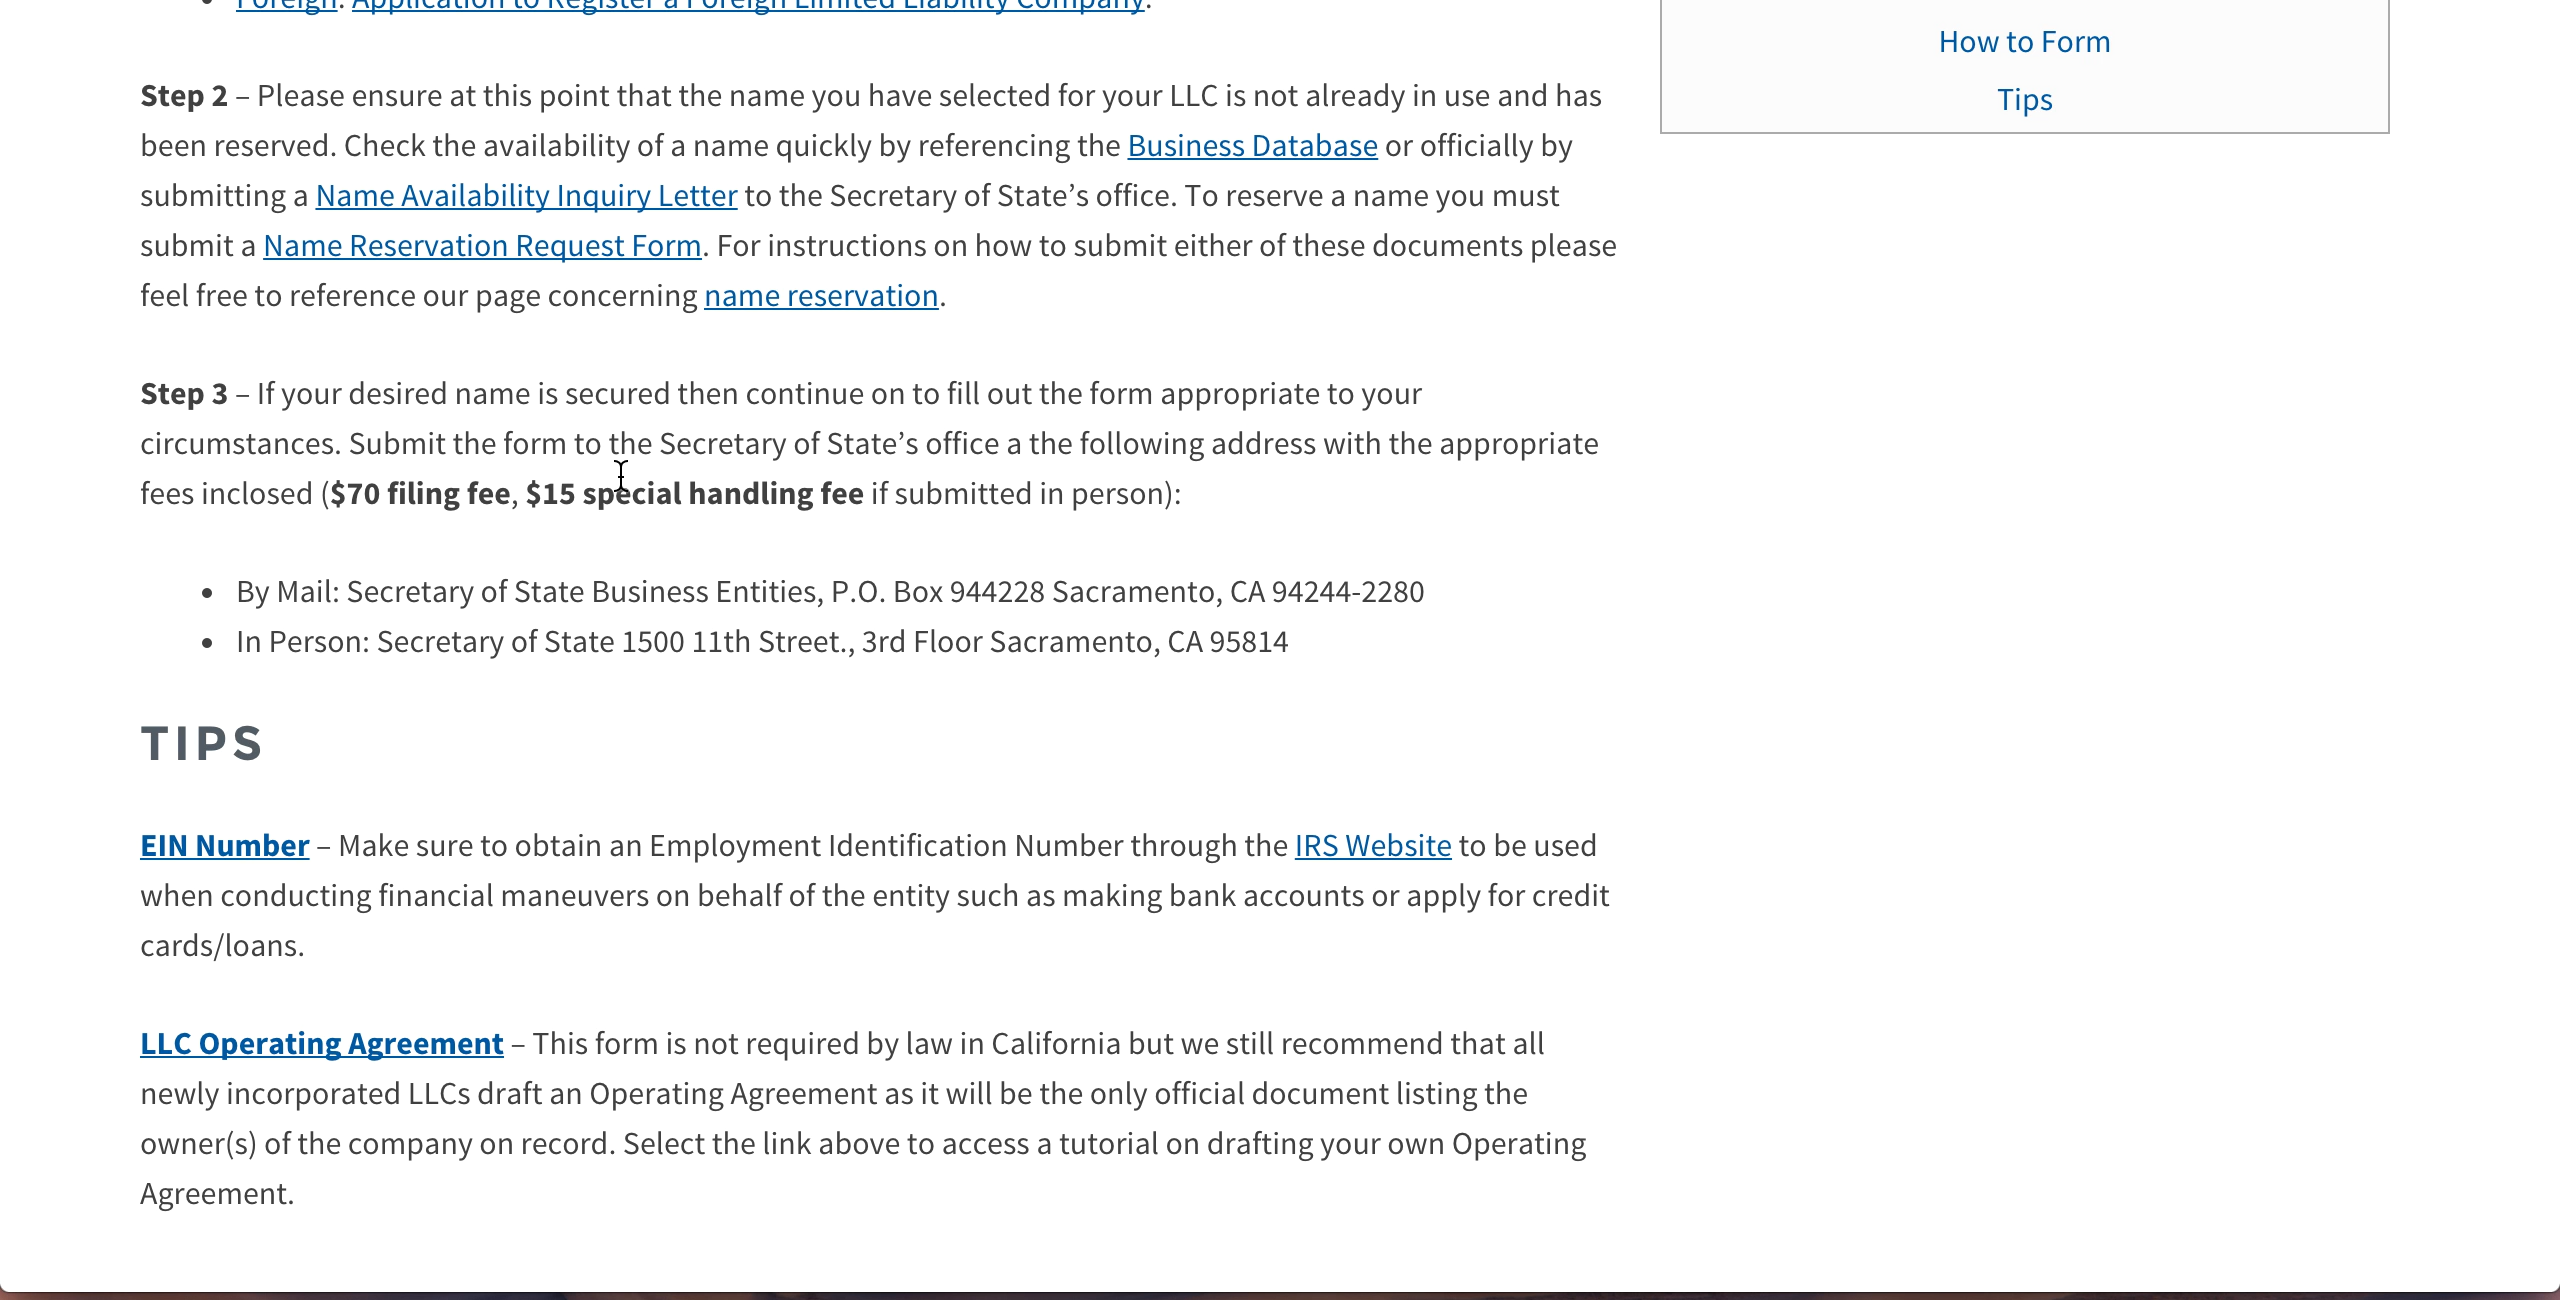 • Foreign: Application to Register a Foreign Limited Liability Company.
How to Form
Tips
Step 2 – Please ensure at this point that the name you have selected for your LLC is not already in use and has
been reserved. Check the availability of a name quickly by referencing the Business Database or officially by
submitting a Name Availability Inquiry Letter to the Secretary of State’s office. To reserve a name you must
submit a Name Reservation Request Form. For instructions on how to submit either of these documents please
feel free to reference our page concerning name reservation.
Step 3 – If your desired name is secured then continue on to fill out the form appropriate to your
circumstances. Submit the form to the Secretary of State’s office a the following address with the appropriate
fees inclosed ($70 filing fee, $15 special handling fee if submitted in person):
• By Mail: Secretary of State Business Entities, P.O. Box 944228 Sacramento, CA 94244-2280
• In Person: Secretary of State 1500 11th Street., 3rd Floor Sacramento, CA 95814
TIPS
EIN Number – Make sure to obtain an Employment Identification Number through the IRS Website to be used
when conducting financial maneuvers on behalf of the entity such as making bank accounts or apply for credit
cards/loans.
LLC Operating Agreement – This form is not required by law in California but we still recommend that all
newly incorporated LLCs draft an Operating Agreement as it will be the only official document listing the
owner(s) of the company on record. Select the link above to access a tutorial on drafting your own Operating
Agreement.